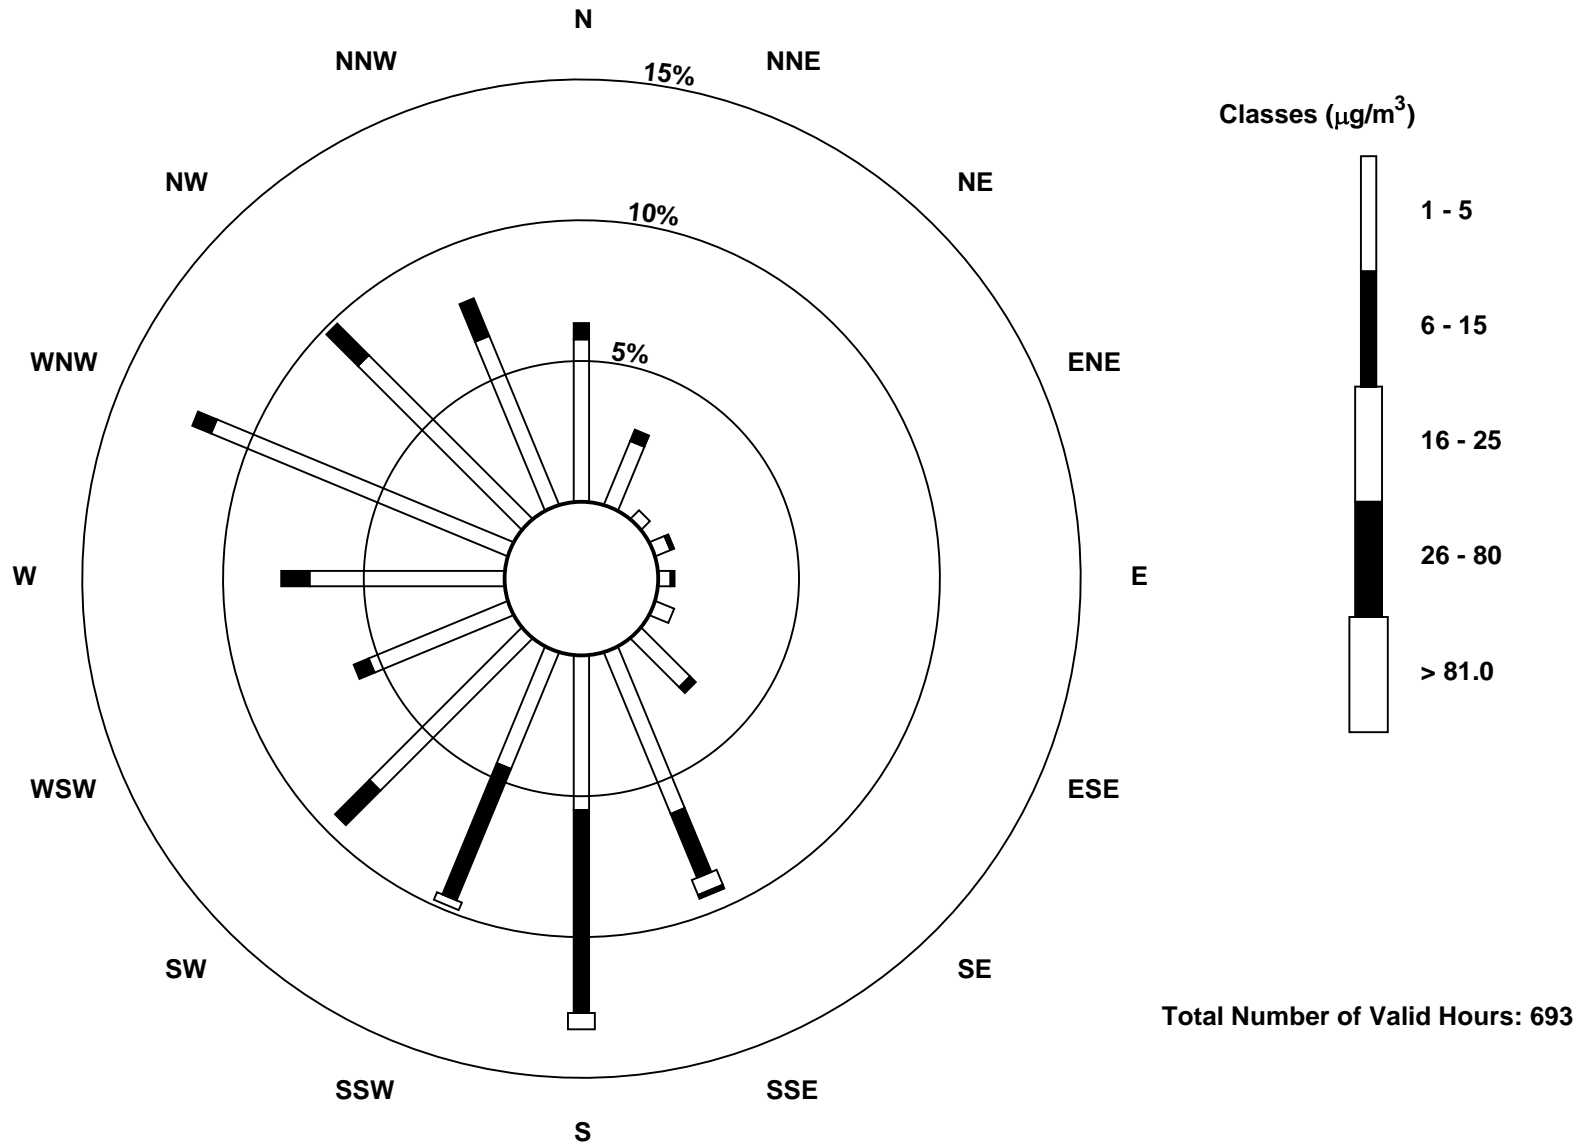 N
NNW
NNE
15%
Classes (μg/m³)
NW
NE
1 - 5
10%
6 - 15
5%
WNW
ENE
16 - 25
26 - 80
W
E
> 81.0
WSW
ESE
SW
SE
Total Number of Valid Hours: 693
SSW
SSE
S